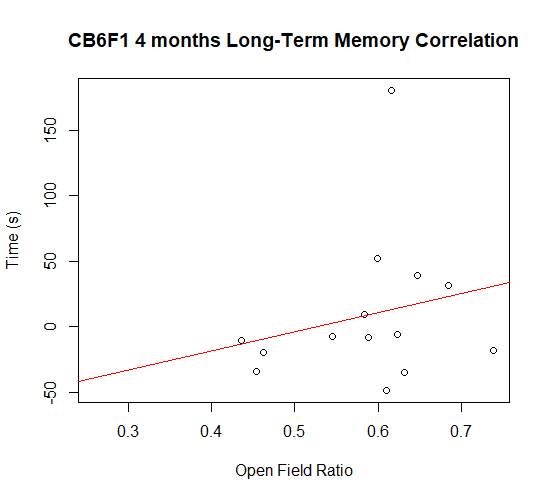 CB6F1 4 months Long-Term Memory Correlation
Time (s)
150
100
50
0
-50
0.3 0.4 0.5 0.6 0.7
Open Field Ratio